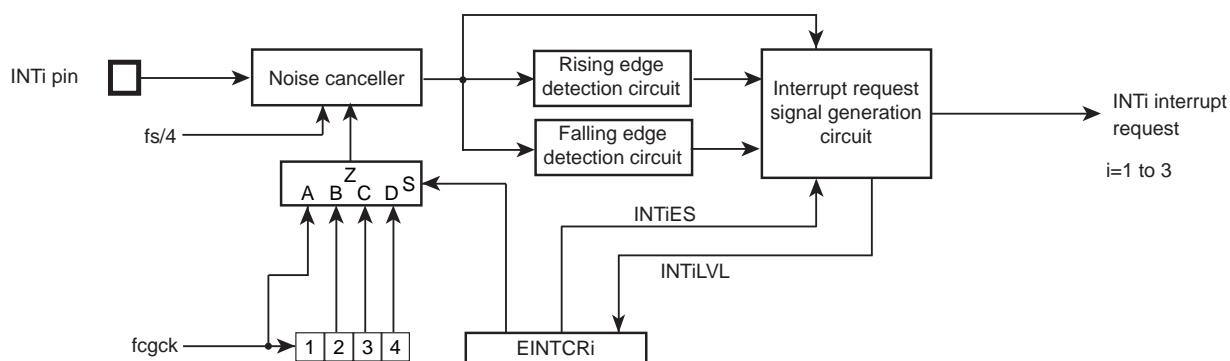 INTi pin
Noise canceller
Rising edge
detection circuit
Interrupt request
signal generation
circuit
INTi interrupt
request
fs/4
Falling edge
detection circuit
i=1 to 3
Z
S
A B C D
INTiES
INTiLVL
fcgck
1 2 3 4
EINTCRi